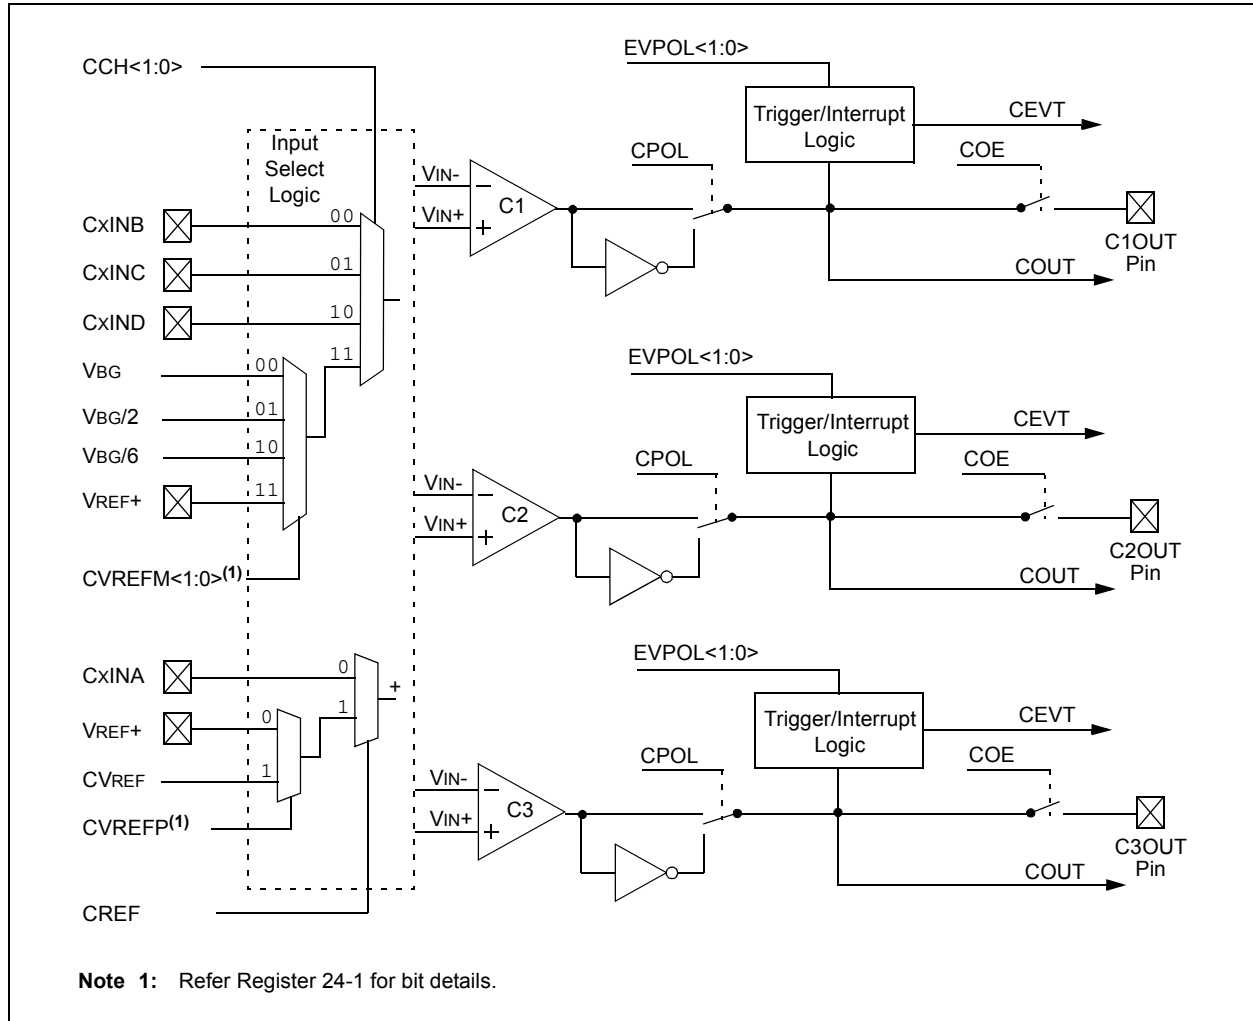 CCH<1:0>
Input
Select
Logic
CxINB
00
CxINC
01
CxIND
10
11
VBG
00
VBG/2
01
VBG/6
10
VREF+
11
CVREFM<1:0>(1)
CxINA
0
+
1
VREF+
0
CVREF
1
CVREFP(1)
CREF
EVPOL<1:0>
Trigger/Interrupt
Logic
CEVT
CPOL
COE
VIN-
−
VIN+
+
C1
C1OUT
Pin
COUT
EVPOL<1:0>
Trigger/Interrupt
Logic
CEVT
CPOL
COE
VIN-
−
VIN+
+
C2
C2OUT
Pin
COUT
EVPOL<1:0>
Trigger/Interrupt
Logic
CEVT
CPOL
COE
VIN-
−
VIN+
+
C3
C3OUT
Pin
COUT
Note 1: Refer Register 24-1 for bit details.